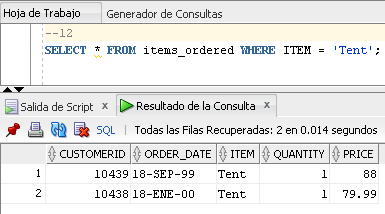 Hoja de Trabajo Generador de Consultas
--12
SELECT * FROM items_ordered WHERE ITEM = 'Tent';
Salida de Script x Resultado de la Consulta x
SQL | Todas las Filas Recuperadas: 2 en 0.014 segundos
CUSTOMERID ORDER_DATE ITEM QUANTITY PRICE
1 10439 18-SEP-99 Tent 1 88
2 10438 18-ENE-00 Tent 1 79.99